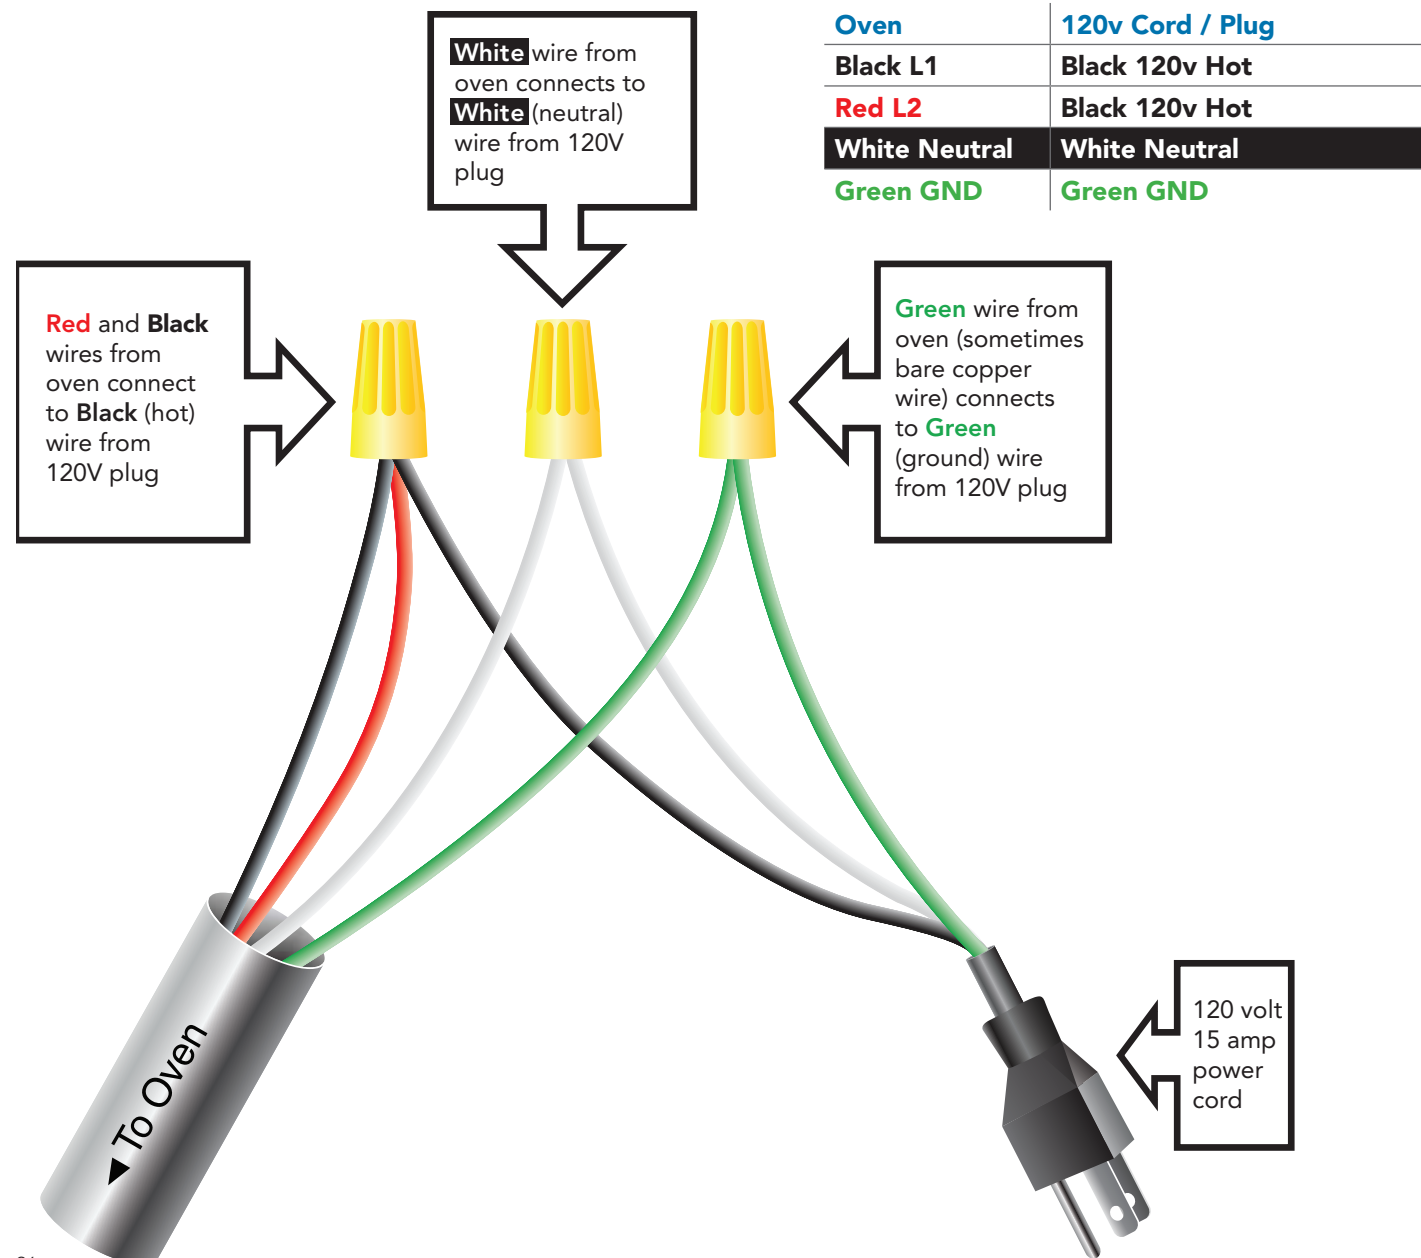 White wire from
oven connects to
White (neutral)
wire from 120V
plug
Oven 120v Cord / Plug
Black L1 Black 120v Hot
Red L2 Black 120v Hot
White Neutral White Neutral
Green GND Green GND
Red and Black
wires from
oven connect
to Black (hot)
wire from
120V plug
Green wire from
oven (sometimes
bare copper
wire) connects
to Green
(ground) wire
from 120V plug
120 volt
15 amp
power
cord
◄ To Oven